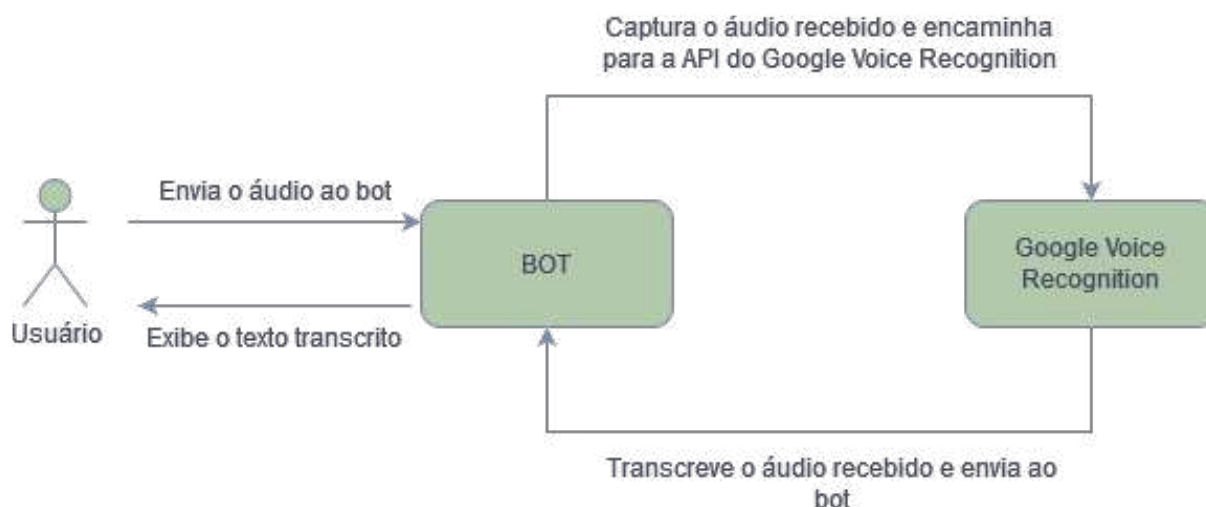 Captura o áudio recebido e encaminha
para a API do Google Voice Recognition
Envia o áudio ao bot
BOT
Google Voice
Recognition
Usuário
Exibe o texto transcrito
Transcreve o áudio recebido e envia ao
bot